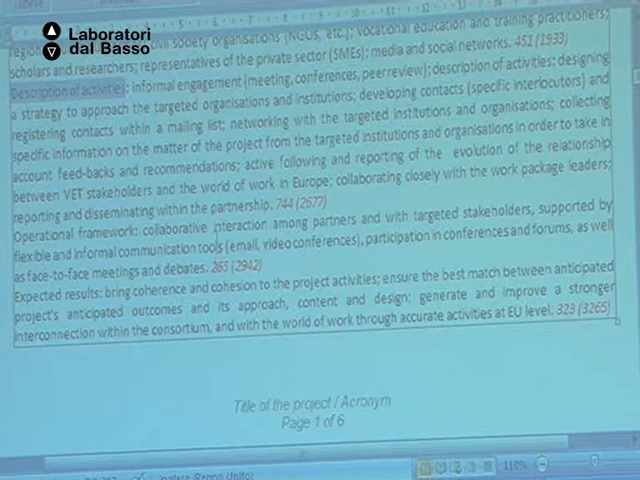 Laboratori
dal Basso
civil society organisations (NGOs, etc.); vocational education and training practitioners;
scholars and researchers; representatives of the private sector (SMEs); media and social networks. 451 (1933)
Description of activities: informal engagement (meeting, conferences, peer review); description of activities: designing
a strategy to approach the targeted organisations and institutions; developing contacts (specific interlocutors) and
registering contacts within a mailing list; networking with the targeted institutions and organisations; collecting
specific information on the matter of the project from the targeted institutions and organisations in order to take in
account feed-backs and recommendations; active following and reporting of the evolution of the relationship
between VET stakeholders and the world of work in Europe; collaborating closely with the work package leaders;
reporting and disseminating within the partnership. 744 (2677)
Operational framework: collaborative interaction among partners and with targeted stakeholders, supported by
flexible and informal communication tools (email, video conferences), participation in conferences and forums, as well
as face-to-face meetings and debates. 265 (2942)
Expected results: bring coherence and cohesion to the project activities; ensure the best match between anticipated
project's anticipated outcomes and its approach, content and design; generate and improve a stronger
interconnection within the consortium, and with the world of work through accurate activities at EU level. 323 (3265)
Title of the project / Acronym
Page 1 of 6
Inglese (Regno Unito)
110%